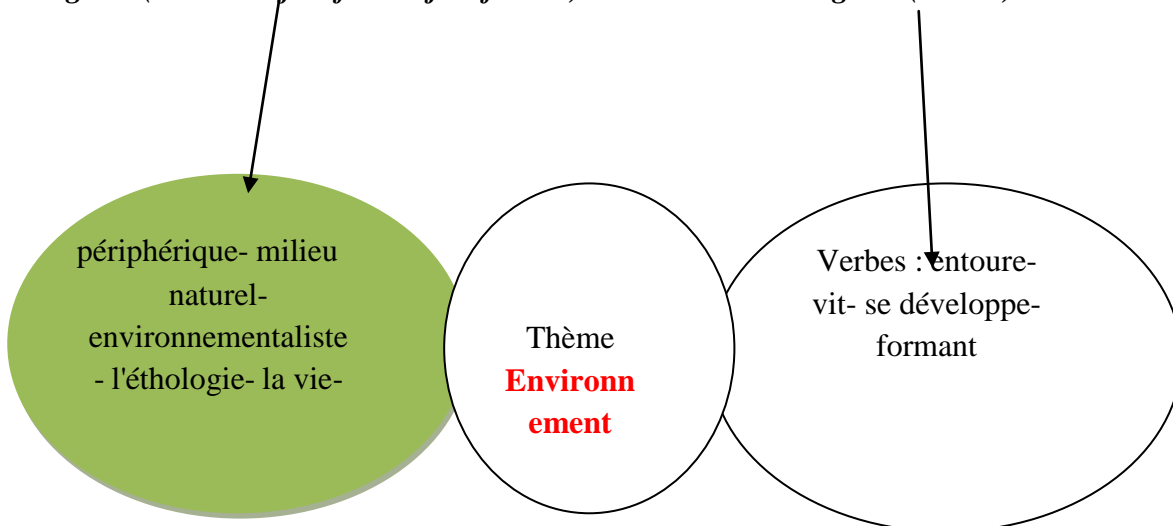 périphérique- milieu
naturel-
environnementaliste
- l'éthologie- la vie-
Thème
Environn
ement
Verbes : entoure-
vit- se développe-
formant